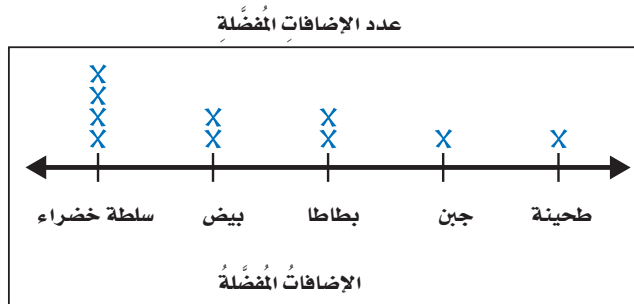 عدد الإضافاتِ المُفضَّلةِ
X
X
X X X
X X X X X
سلطة خضراء بيض بطاطا جبن طحينة
الإضافاتُ المُفضَّلةُ